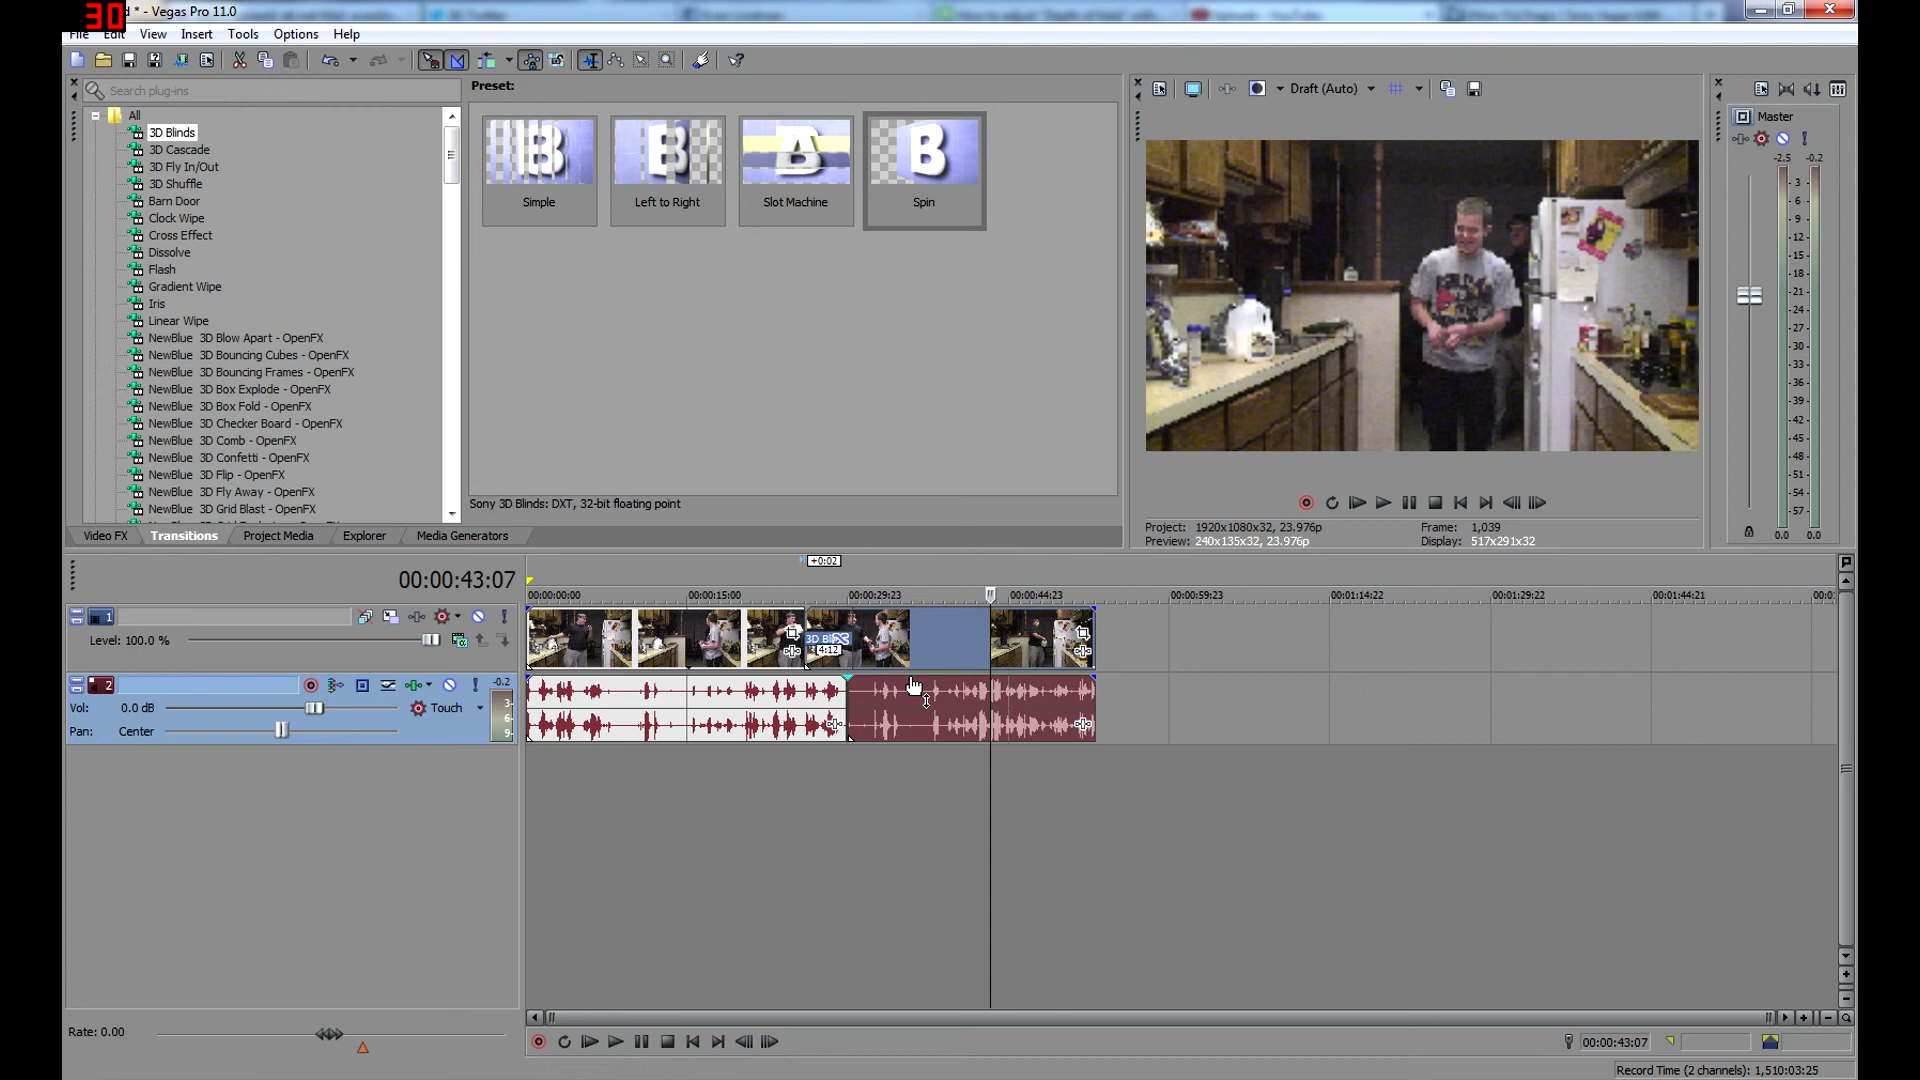 30
d * - Vegas Pro 11.0
File Edit View Insert Tools Options Help
Search plug-ins
All
3D Blinds
3D Cascade
3D Fly In/Out
3D Shuffle
Barn Door
Clock Wipe
Cross Effect
Dissolve
Flash
Gradient Wipe
Iris
Linear Wipe
NewBlue 3D Blow Apart - OpenFX
NewBlue 3D Bouncing Cubes - OpenFX
NewBlue 3D Bouncing Frames - OpenFX
NewBlue 3D Box Explode - OpenFX
NewBlue 3D Box Fold - OpenFX
NewBlue 3D Checker Board - OpenFX
NewBlue 3D Comb - OpenFX
NewBlue 3D Confetti - OpenFX
NewBlue 3D Flip - OpenFX
NewBlue 3D Fly Away - OpenFX
NewBlue 3D Grid Blast - OpenFX
Preset:
B B A B B
Simple Left to Right Slot Machine Spin
Sony 3D Blinds: DXT, 32-bit floating point
Video FX Transitions Project Media Explorer Media Generators
Draft (Auto)
Project: 1920x1080x32, 23.976p Frame: 1,039
Preview: 240x135x32, 23.976p Display: 517x291x32
Master
-2.5 -0.2
3
6
9
12
15
18
21
24
27
30
33
36
39
42
45
48
51
54
57
0.0 0.0
00:00:43:07
+0:02
00:00:00:00 00:00:15:00 00:00:29:23 00:00:44:23 00:00:59:23 00:01:14:22 00:01:29:22 00:01:44:21 00:0
1
Level: 100.0 %
3D Bl
4:12
2
-0.2
Vol: 0.0 dB Touch
Pan: Center
3
6
9
Rate: 0.00
00:00:43:07
Record Time (2 channels): 1,510:03:25